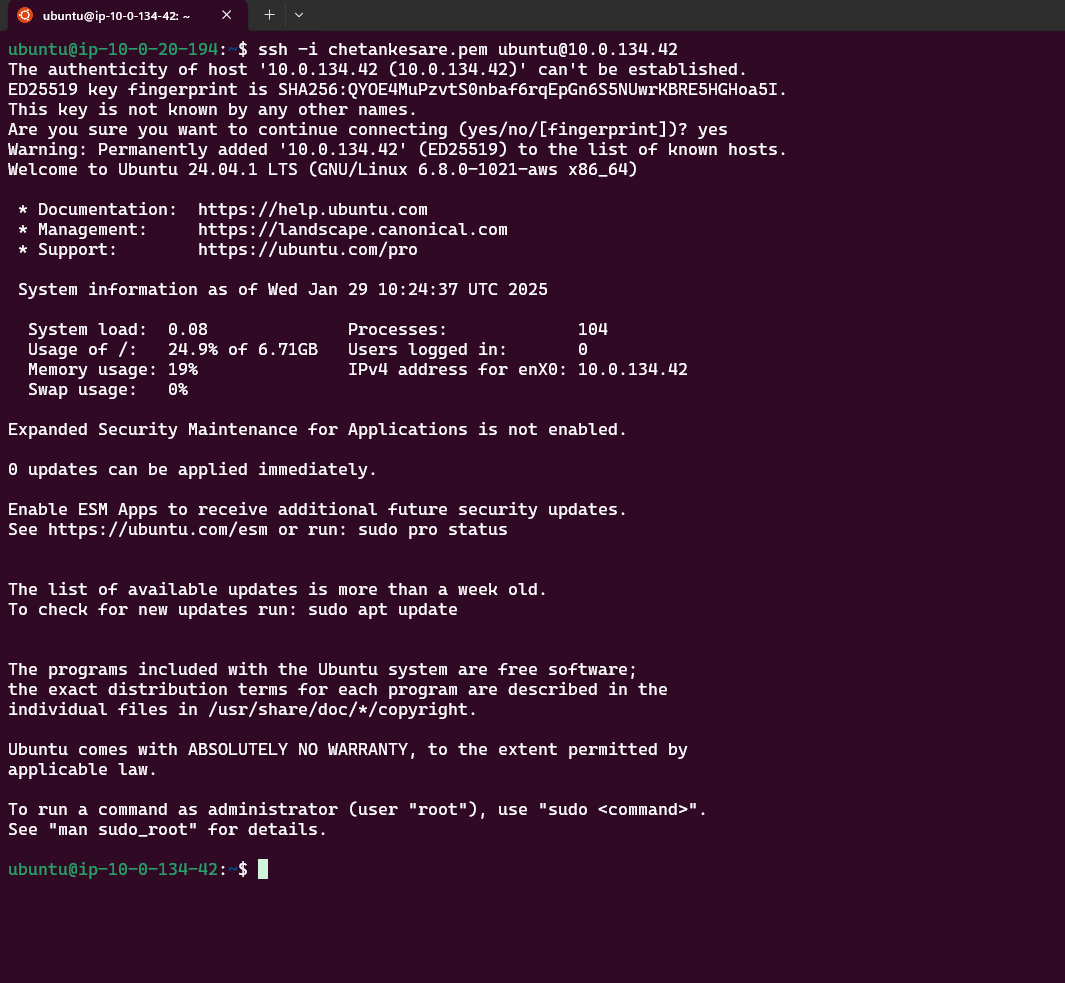 ubuntu@ip-10-0-134-42: ~
ubuntu@ip-10-0-20-194:~$ ssh -i chetankesare.pem ubuntu@10.0.134.42
The authenticity of host '10.0.134.42 (10.0.134.42)' can't be established.
ED25519 key fingerprint is SHA256:QYOE4MuPzvtS0nbaf6rqEpGn6S5NUwrKBRE5HGHoa5I.
This key is not known by any other names.
Are you sure you want to continue connecting (yes/no/[fingerprint])? yes
Warning: Permanently added '10.0.134.42' (ED25519) to the list of known hosts.
Welcome to Ubuntu 24.04.1 LTS (GNU/Linux 6.8.0-1021-aws x86_64)
 * Documentation:  https://help.ubuntu.com
 * Management:     https://landscape.canonical.com
 * Support:        https://ubuntu.com/pro
 System information as of Wed Jan 29 10:24:37 UTC 2025
  System load:  0.08              Processes:             104
  Usage of /:   24.9% of 6.71GB   Users logged in:       0
  Memory usage: 19%               IPv4 address for enX0: 10.0.134.42
  Swap usage:   0%
Expanded Security Maintenance for Applications is not enabled.
0 updates can be applied immediately.
Enable ESM Apps to receive additional future security updates.
See https://ubuntu.com/esm or run: sudo pro status
The list of available updates is more than a week old.
To check for new updates run: sudo apt update
The programs included with the Ubuntu system are free software;
the exact distribution terms for each program are described in the
individual files in /usr/share/doc/*/copyright.
Ubuntu comes with ABSOLUTELY NO WARRANTY, to the extent permitted by
applicable law.
To run a command as administrator (user "root"), use "sudo <command>".
See "man sudo_root" for details.
ubuntu@ip-10-0-134-42:~$